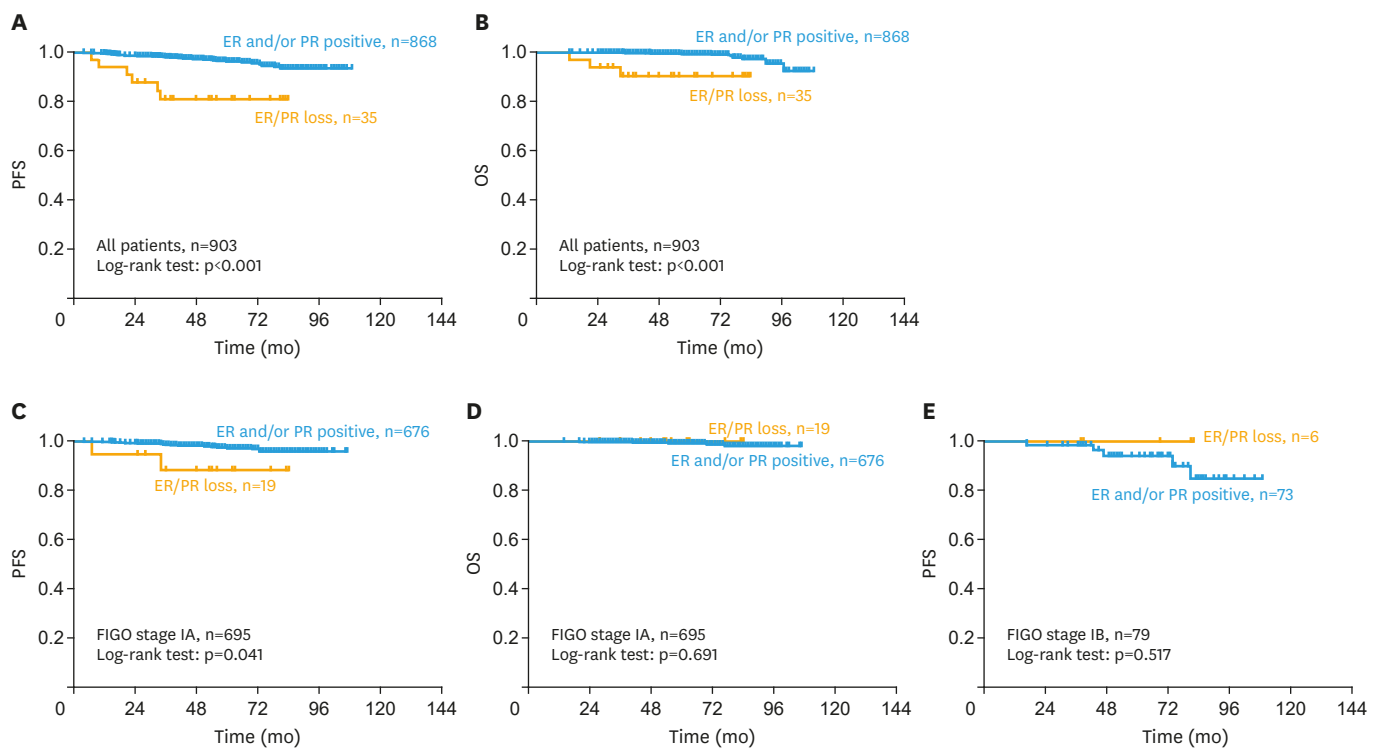 A
ER and/or PR positive, n=868
1.0
0.8
0.6
0.4
0.2
PFS
ER/PR loss, n=35
All patients, n=903
Log-rank test: p<0.001
0 24 48 72 96 120 144
Time (mo)
B
ER and/or PR positive, n=868
1.0
0.8
0.6
0.4
0.2
OS
ER/PR loss, n=35
All patients, n=903
Log-rank test: p<0.001
0 24 48 72 96 120 144
Time (mo)
C
ER and/or PR positive, n=676
1.0
0.8
0.6
0.4
0.2
PFS
ER/PR loss, n=19
FIGO stage IA, n=695
Log-rank test: p=0.041
0 24 48 72 96 120 144
Time (mo)
D
ER/PR loss, n=19
1.0
0.8
0.6
0.4
0.2
OS
ER and/or PR positive, n=676
FIGO stage IA, n=695
Log-rank test: p=0.691
0 24 48 72 96 120 144
Time (mo)
E
ER/PR loss, n=6
1.0
0.8
0.6
0.4
0.2
PFS
ER and/or PR positive, n=73
FIGO stage IB, n=79
Log-rank test: p=0.517
0 24 48 72 96 120 144
Time (mo)